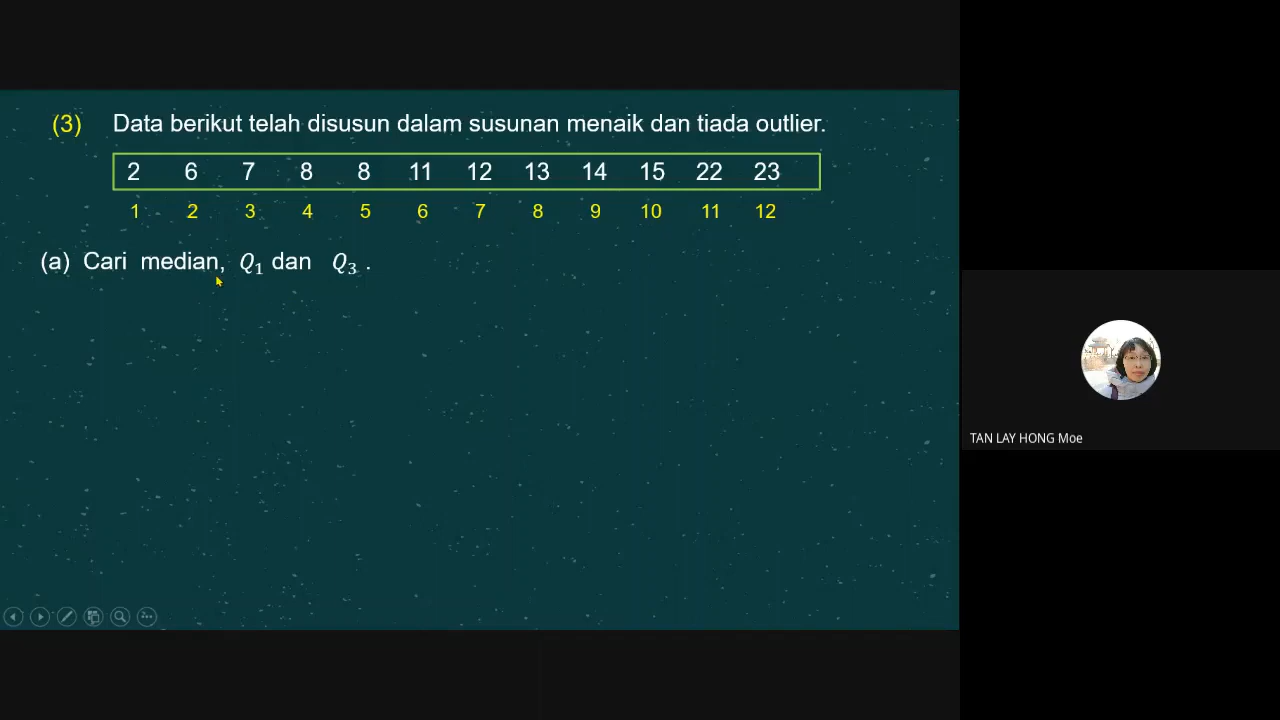 (3) Data berikut telah disusun dalam susunan menaik dan tiada outlier.
2 6 7 8 8 11 12 13 14 15 22 23
1 2 3 4 5 6 7 8 9 10 11 12
(a) Cari median, Q₁ dan Q₃ .
TAN LAY HONG Moe